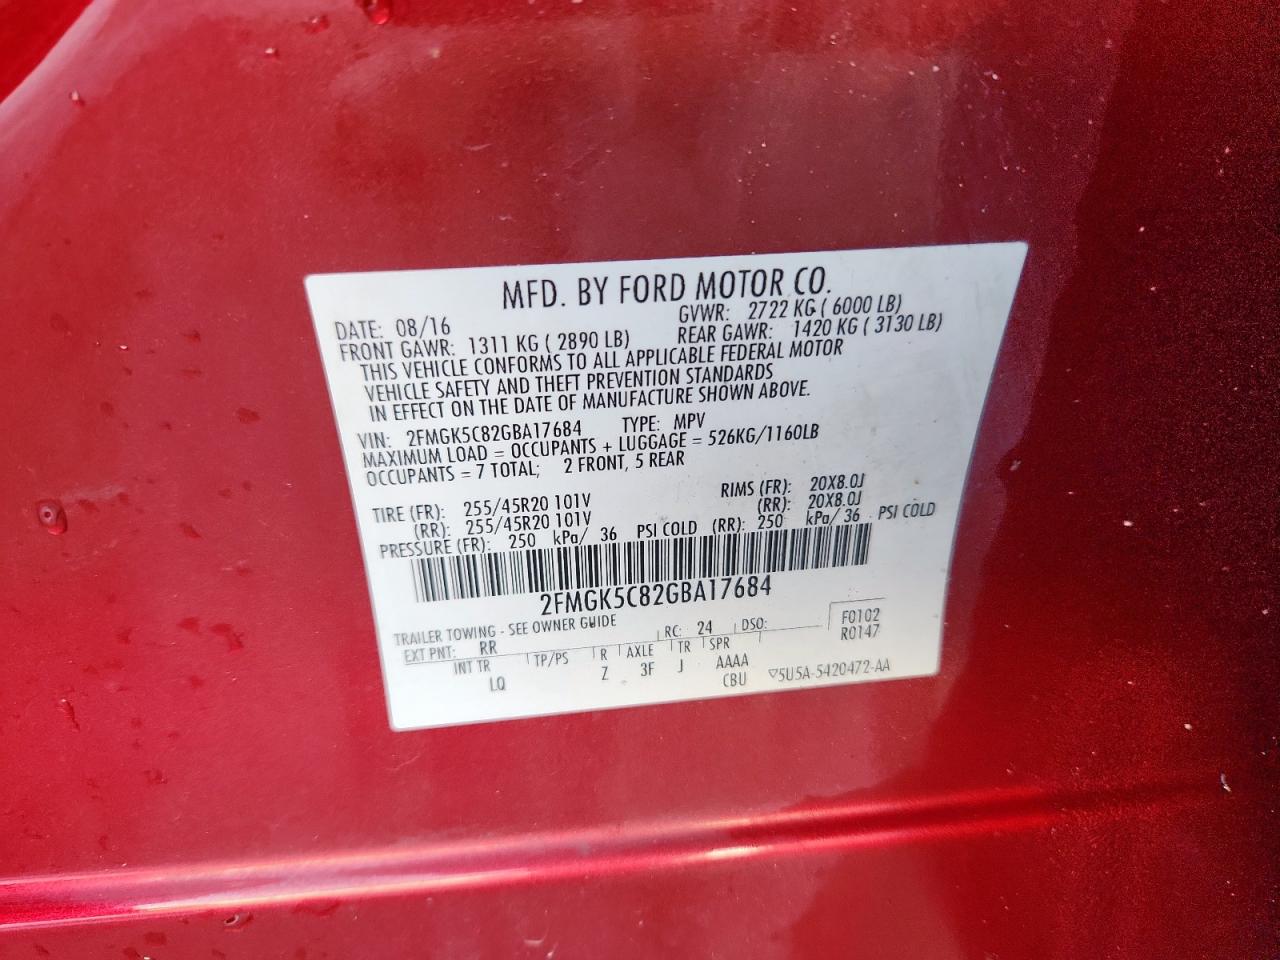 MFD. BY FORD MOTOR CO.
DATE: 08/16 GVWR: 2722 KG ( 6000 LB)
FRONT GAWR: 1311 KG ( 2890 LB) REAR GAWR: 1420 KG ( 3130 LB)
THIS VEHICLE CONFORMS TO ALL APPLICABLE FEDERAL MOTOR
VEHICLE SAFETY AND THEFT PREVENTION STANDARDS
IN EFFECT ON THE DATE OF MANUFACTURE SHOWN ABOVE.
VIN: 2FMGK5C82GBA17684 TYPE: MPV
MAXIMUM LOAD = OCCUPANTS + LUGGAGE = 526KG/1160LB
OCCUPANTS = 7 TOTAL; 2 FRONT, 5 REAR
TIRE (FR): 255/45R20 101V RIMS (FR): 20X8.0J
(RR): 255/45R20 101V (RR): 20X8.0J
PRESSURE (FR): 250 kPa/ 36 PSI COLD (RR): 250 kPa/ 36 PSI COLD
2FMGK5C82GBA17684
TRAILER TOWING - SEE OWNER GUIDE F0102
EXT PNT: RR RC: 24 DSO: R0147
INT TR TP/PS R AXLE TR SPR
LQ Z 3F J AAAA
CBU ▽5U5A-5420472-AA